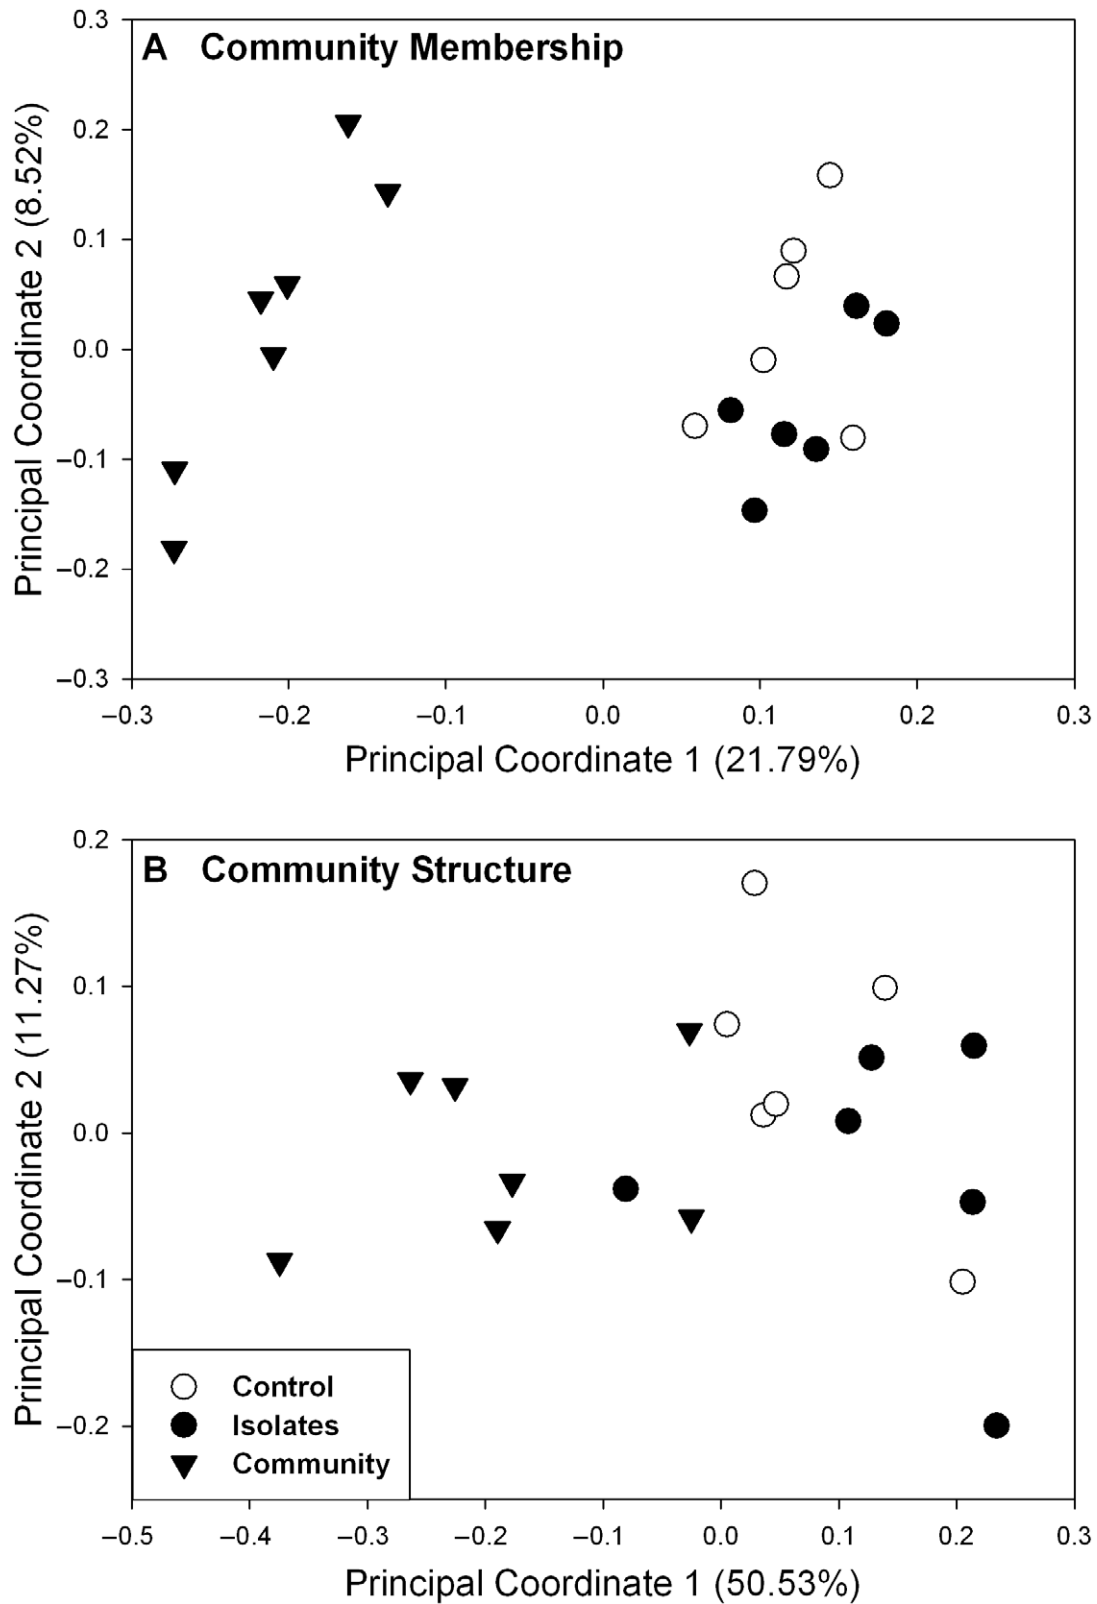 A Community Membership
0.3
0.2
0.1
0.0
–0.1
–0.2
–0.3
Principal Coordinate 2 (8.52%)
–0.3 –0.2 –0.1 0.0 0.1 0.2 0.3
Principal Coordinate 1 (21.79%)
B Community Structure
0.2
0.1
0.0
–0.1
–0.2
Principal Coordinate 2 (11.27%)
Control
Isolates
Community
–0.5 –0.4 –0.3 –0.2 –0.1 0.0 0.1 0.2 0.3
Principal Coordinate 1 (50.53%)